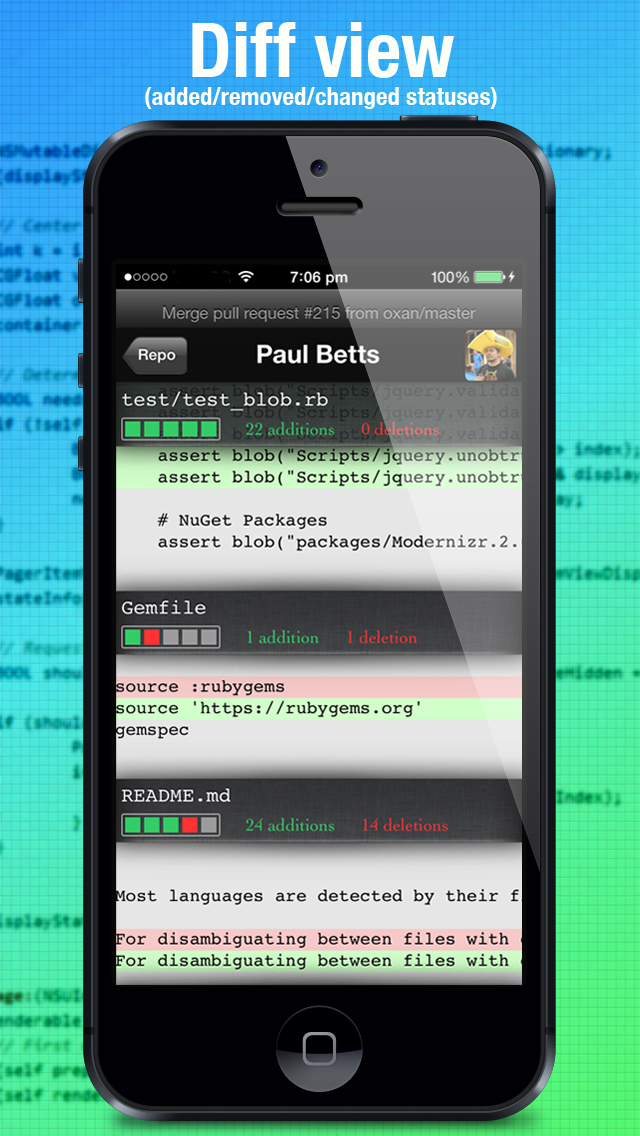 Diff view
(added/removed/changed statuses)
7:06 pm
100%
Merge pull request #215 from oxan/master
Repo
Paul Betts
test/test_blob.rb
22 additions
0 deletions
assert blob("Scripts/jquery.unobtr
assert blob("Scripts/jquery.unobtr
# NuGet Packages
assert blob("packages/Modernizr.2.
Gemfile
1 addition
1 deletion
source :rubygems
source 'https://rubygems.org'
gemspec
README.md
24 additions
14 deletions
Most languages are detected by their f
For disambiguating between files with
For disambiguating between files with